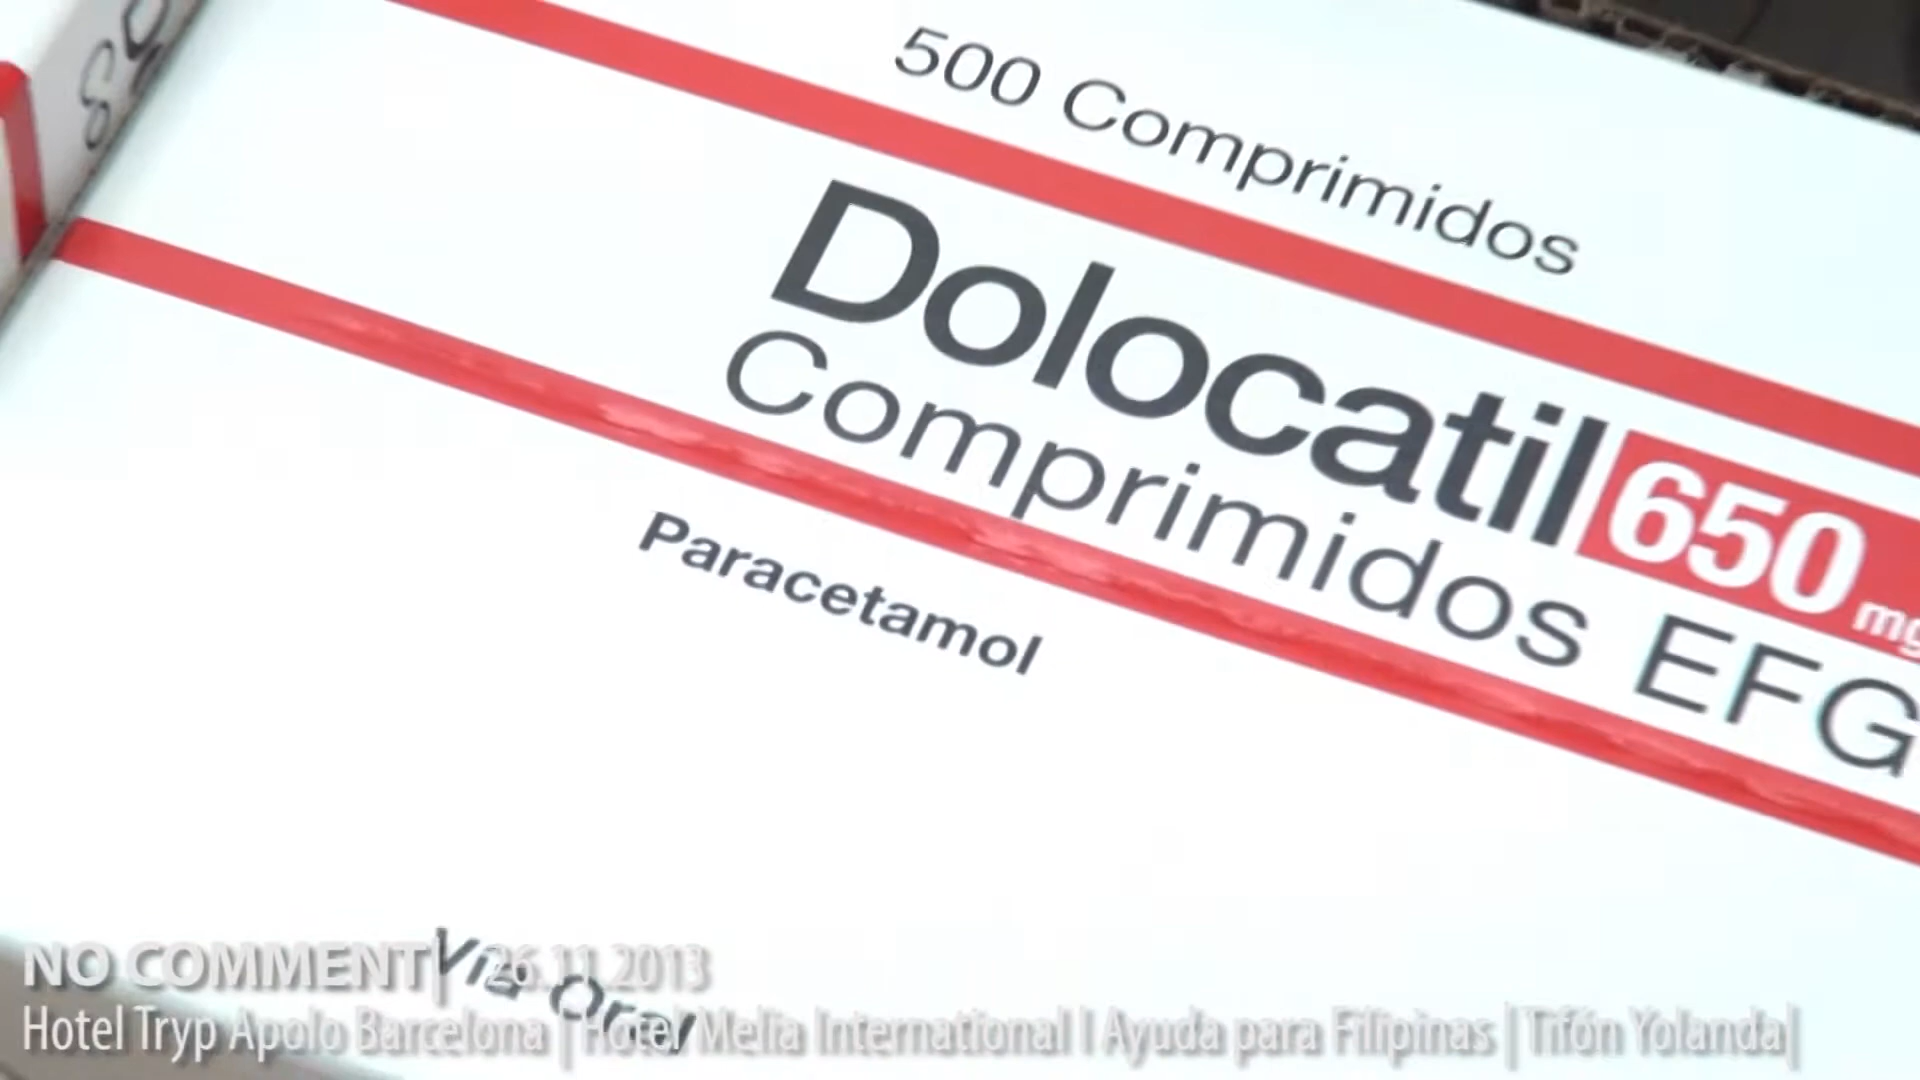 500 Comprimidos
Dolocatil 650 mg
Comprimidos EFG
Paracetamol
Vía Oral
NO COMMENT| 26.11.2013
Hotel Tryp Apolo Barcelona | Hotel Melia International l Ayuda para Filipinas | Tifón Yolanda|